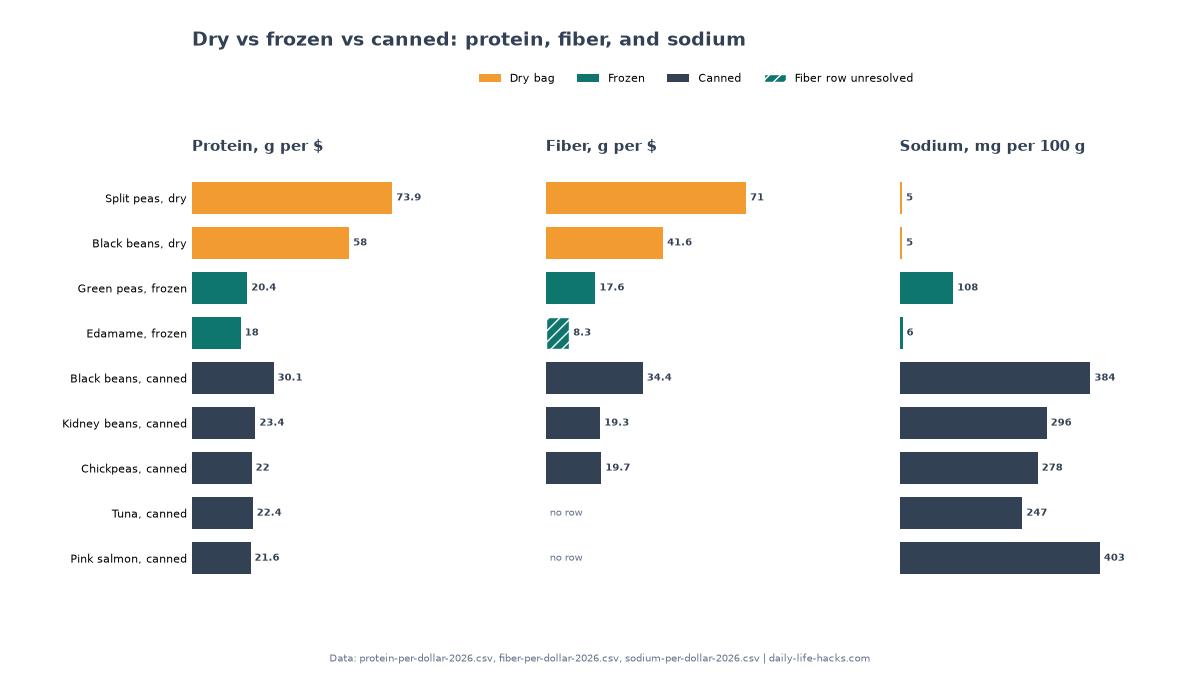 Dry vs frozen vs canned: protein, fiber, and sodium
Dry bag Frozen Canned Fiber row unresolved
Protein, g per $ Fiber, g per $ Sodium, mg per 100 g
Split peas, dry 73.9 71 5
Black beans, dry 58 41.6 5
Green peas, frozen 20.4 17.6 108
Edamame, frozen 18 8.3 6
Black beans, canned 30.1 34.4 384
Kidney beans, canned 23.4 19.3 296
Chickpeas, canned 22 19.7 278
Tuna, canned 22.4 no row 247
Pink salmon, canned 21.6 no row 403
Data: protein-per-dollar-2026.csv, fiber-per-dollar-2026.csv, sodium-per-dollar-2026.csv | daily-life-hacks.com